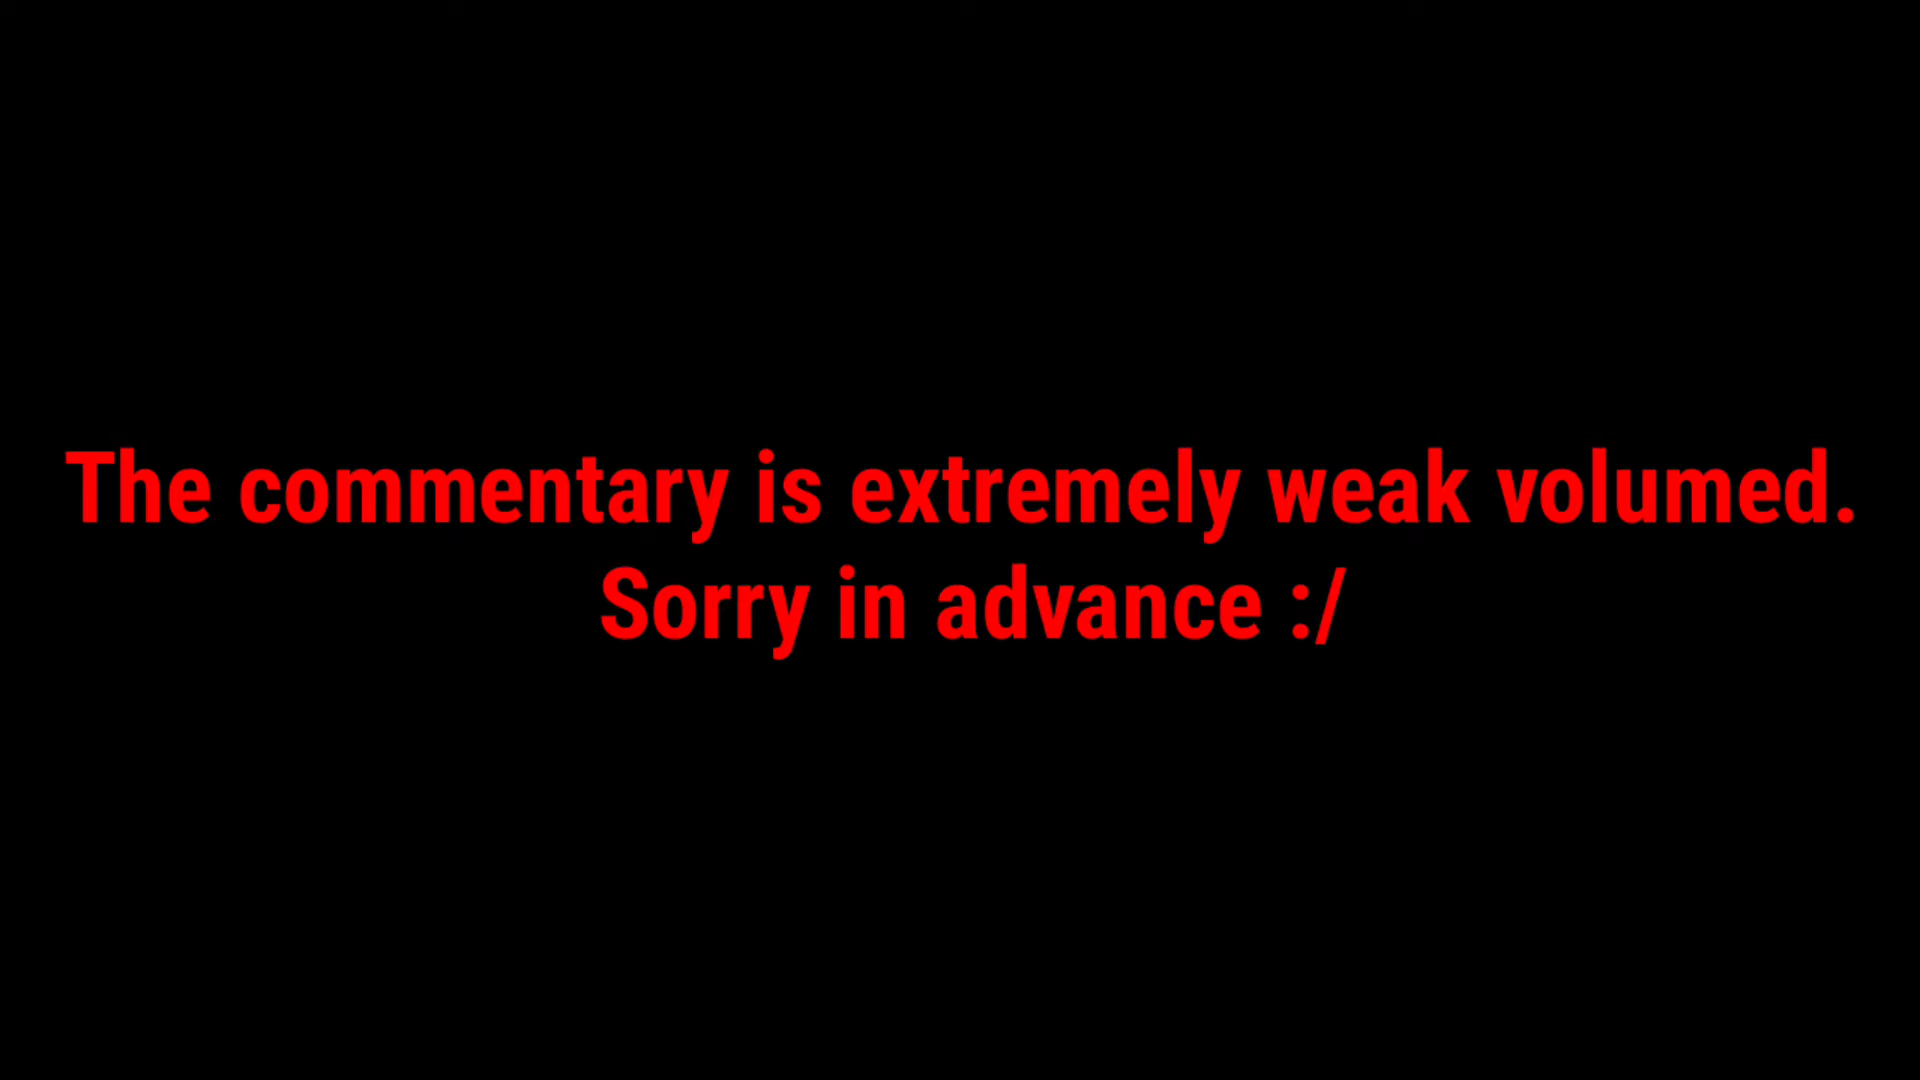 The commentary is extremely weak volumed.
Sorry in advance :/